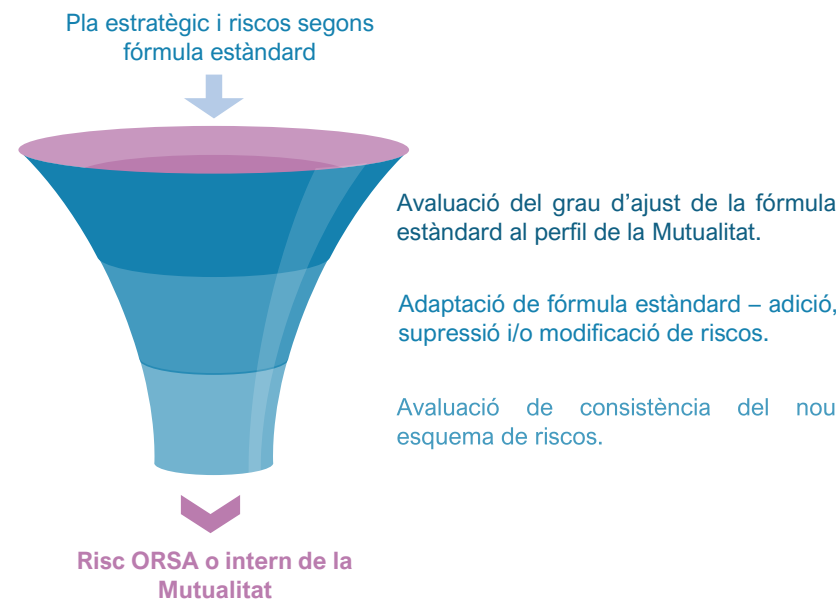 Pla estratègic i riscos segons
fórmula estàndard
Avaluació del grau d'ajust de la fórmula
estàndard al perfil de la Mutualitat.
Adaptació de fórmula estàndard – adició,
supressió i/o modificació de riscos.
Avaluació de consistència del nou
esquema de riscos.
Risc ORSA o intern de la
Mutualitat